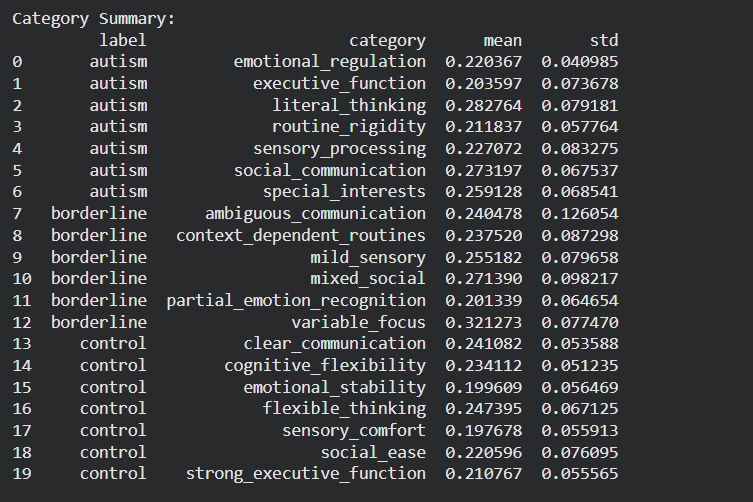 Category Summary:
label category mean std
0 autism emotional_regulation 0.220367 0.040985
1 autism executive_function 0.203597 0.073678
2 autism literal_thinking 0.282764 0.079181
3 autism routine_rigidity 0.211837 0.057764
4 autism sensory_processing 0.227072 0.083275
5 autism social_communication 0.273197 0.067537
6 autism special_interests 0.259128 0.068541
7 borderline ambiguous_communication 0.240478 0.126054
8 borderline context_dependent_routines 0.237520 0.087298
9 borderline mild_sensory 0.255182 0.079658
10 borderline mixed_social 0.271390 0.098217
11 borderline partial_emotion_recognition 0.201339 0.064654
12 borderline variable_focus 0.321273 0.077470
13 control clear_communication 0.241082 0.053588
14 control cognitive_flexibility 0.234112 0.051235
15 control emotional_stability 0.199609 0.056469
16 control flexible_thinking 0.247395 0.067125
17 control sensory_comfort 0.197678 0.055913
18 control social_ease 0.220596 0.076095
19 control strong_executive_function 0.210767 0.055565